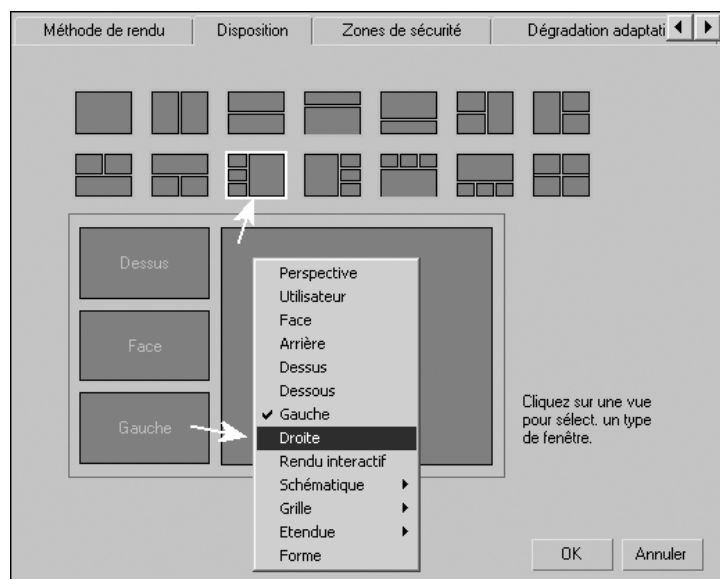 Méthode de rendu
Disposition
Zones de sécurité
Dégradation adaptati
Dessus
Face
Gauche
Perspective
Utilisateur
Face
Arrière
Dessus
Dessous
Gauche
Droite
Rendu interactif
Schématique
Grille
Etendue
Forme
Cliquez sur une vue
pour sélect. un type
de fenêtre.
OK
Annuler